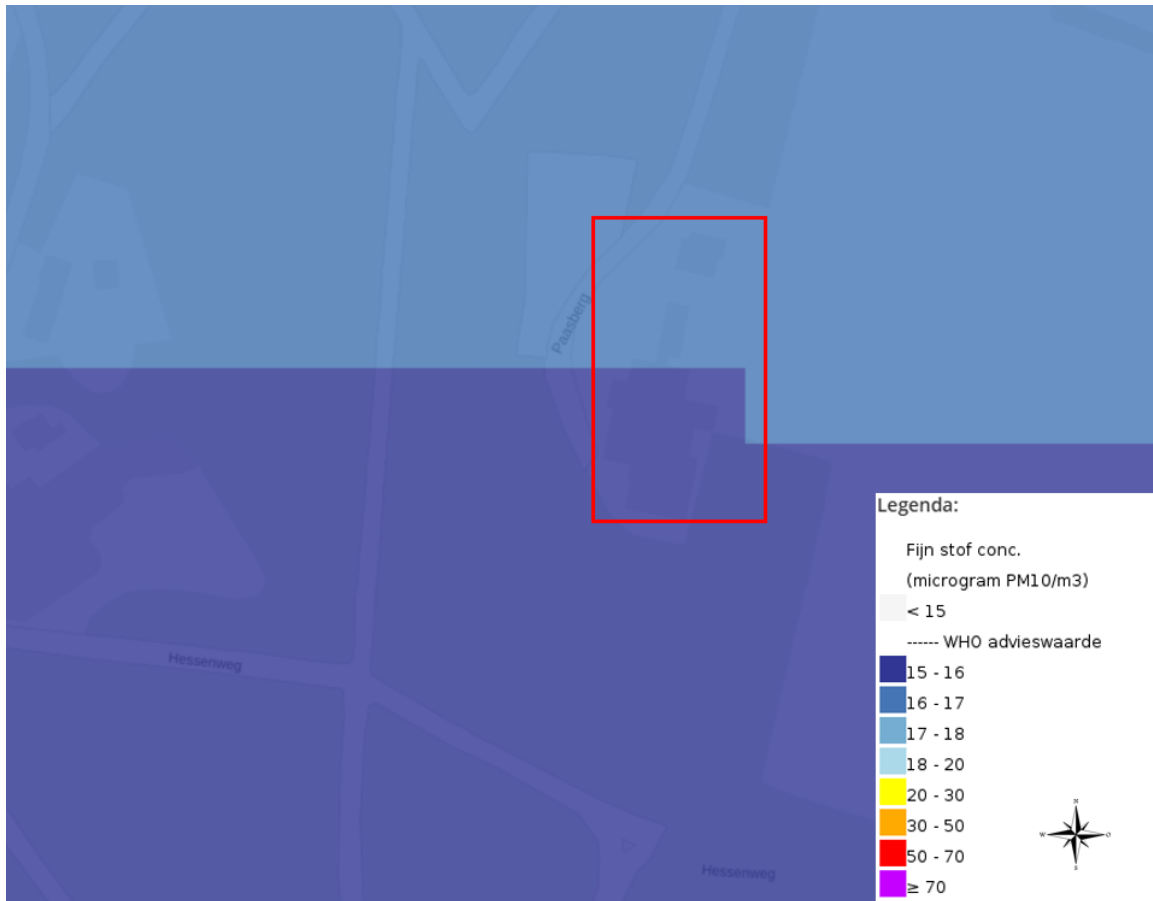 Paasberg
Hessenweg
Hessenweg
Legenda:
Fijn stof conc.
(microgram PM10/m3)
< 15
------ WHO advieswaarde
15 - 16
16 - 17
17 - 18
18 - 20
20 - 30
30 - 50
50 - 70
≥ 70
N
W
O
S